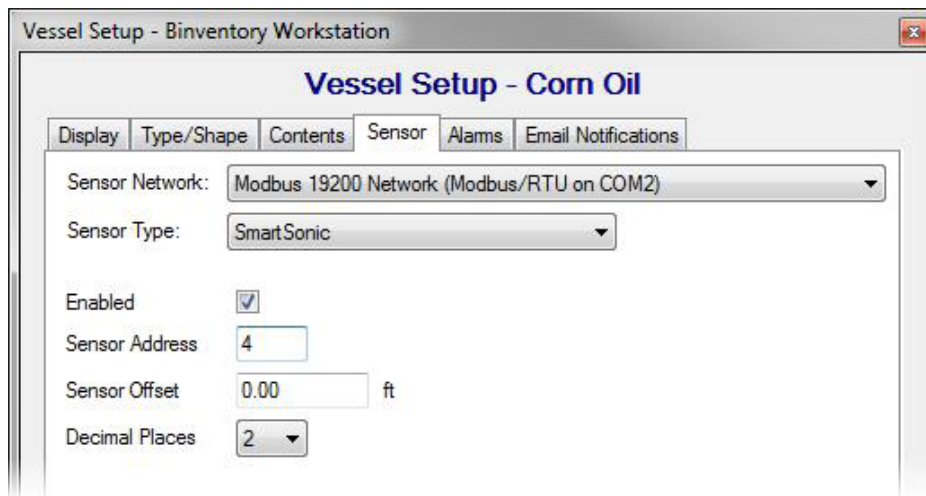 Vessel Setup - Binventory Workstation
Vessel Setup - Corn Oil
Display Type/Shape Contents Sensor Alarms Email Notifications
Sensor Network: Modbus 19200 Network (Modbus/RTU on COM2)
Sensor Type: SmartSonic
Enabled
Sensor Address 4
Sensor Offset 0.00 ft
Decimal Places 2